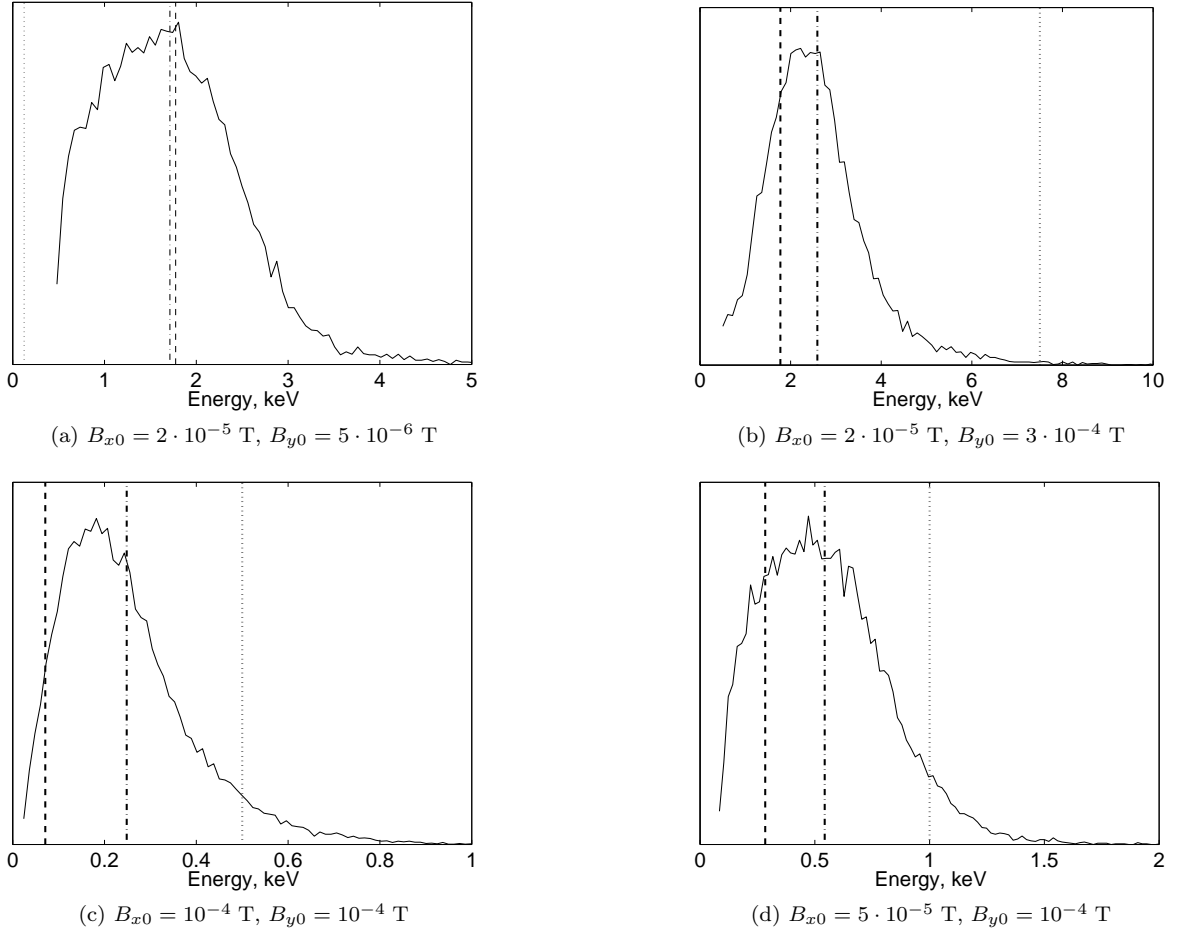 0 1 2 3 4 5
Energy, keV
(a) $B_{x0} = 2 \cdot 10^{-5}$ T, $B_{y0} = 5 \cdot 10^{-6}$ T
0 2 4 6 8 10
Energy, keV
(b) $B_{x0} = 2 \cdot 10^{-5}$ T, $B_{y0} = 3 \cdot 10^{-4}$ T
0 0.2 0.4 0.6 0.8 1
Energy, keV
(c) $B_{x0} = 10^{-4}$ T, $B_{y0} = 10^{-4}$ T
0 0.5 1 1.5 2
Energy, keV
(d) $B_{x0} = 5 \cdot 10^{-5}$ T, $B_{y0} = 10^{-4}$ T